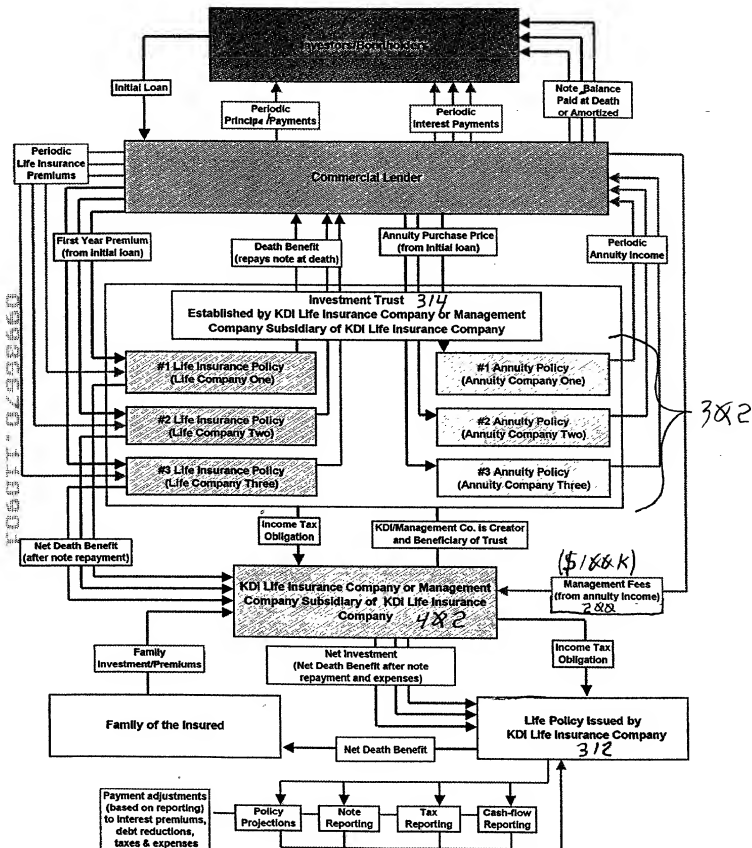 Investors/Bondholders
Initial Loan
Periodic
Principal Payments
Periodic
Interest Payments
Note Balance
Paid at Death
or Amortized
Periodic
Life Insurance
Premiums
Commercial Lender
First Year Premium
(from initial loan)
Death Benefit
(repays note at death)
Annuity Purchase Price
(from initial loan)
Periodic
Annuity Income
Investment Trust 314
Established by KDI Life Insurance Company or Management
Company Subsidiary of KDI Life Insurance Company
#1 Life Insurance Policy
(Life Company One)
#1 Annuity Policy
(Annuity Company One)
#2 Life Insurance Policy
(Life Company Two)
#2 Annuity Policy
(Annuity Company Two)
302
#3 Life Insurance Policy
(Life Company Three)
#3 Annuity Policy
(Annuity Company Three)
Net Death Benefit
(after note repayment)
Income Tax
Obligation
KDI/Management Co. is Creator
and Beneficiary of Trust
KDI Life Insurance Company or Management
Company Subsidiary of KDI Life Insurance
Company 402
($100K)
Management Fees
(from annuity income)
200
Family
Investment/Premiums
Net Investment
(Net Death Benefit after note
repayment and expenses)
Income Tax
Obligation
Family of the Insured
Life Policy Issued by
KDI Life Insurance Company
312
Net Death Benefit
Payment adjustments
(based on reporting)
to interest premiums,
debt reductions,
taxes & expenses
Policy
Projections
Note
Reporting
Tax
Reporting
Cash-flow
Reporting